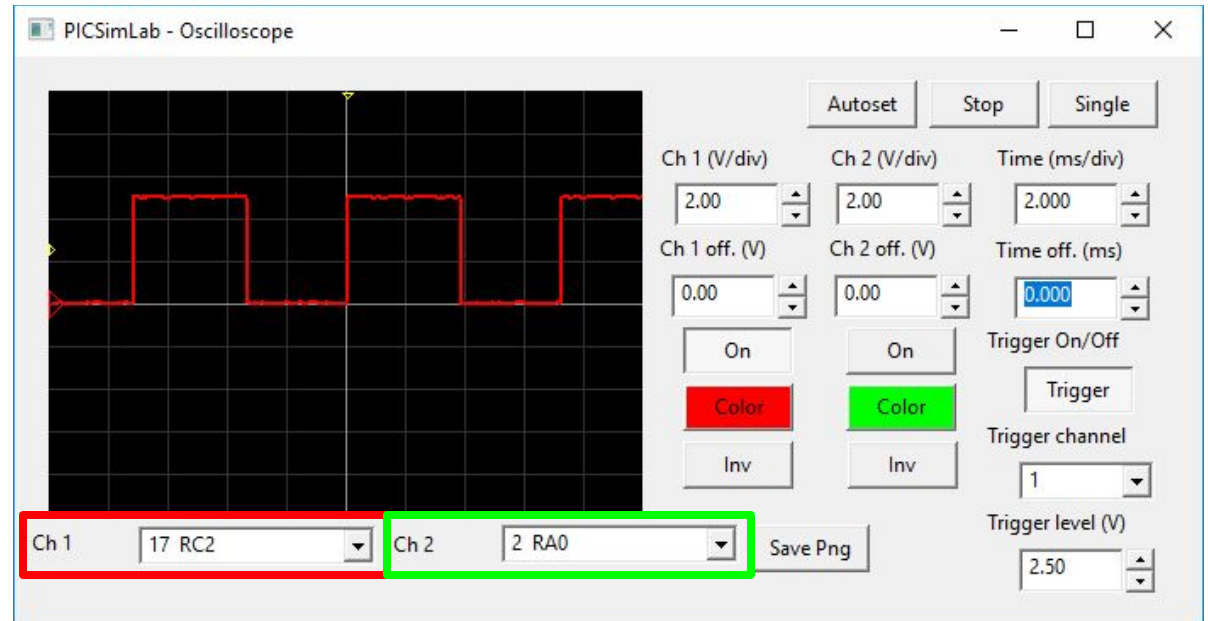 PICSimLab - Oscilloscope
Autoset Stop Single
Ch 1 (V/div) Ch 2 (V/div) Time (ms/div)
2.00 2.00 2.000
Ch 1 off. (V) Ch 2 off. (V) Time off. (ms)
0.00 0.00 0.000
On On Trigger On/Off
Color Color Trigger
Inv Inv Trigger channel
1
Ch 1 17 RC2 Ch 2 2 RA0 Save Png Trigger level (V)
2.50